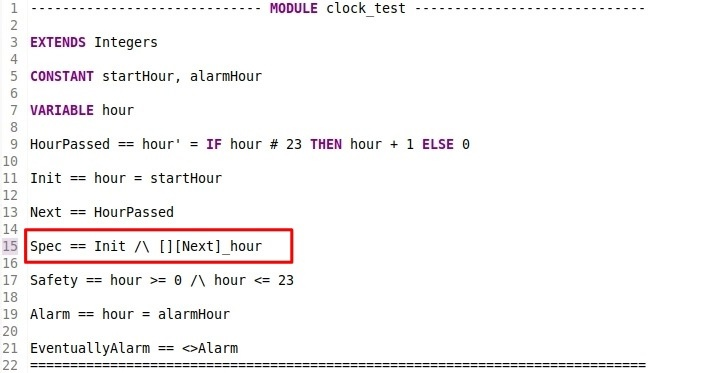 1 ---------------------------- MODULE clock_test ----------------------------
2
3 EXTENDS Integers
4
5 CONSTANT startHour, alarmHour
6
7 VARIABLE hour
8
9 HourPassed == hour' = IF hour # 23 THEN hour + 1 ELSE 0
10
11 Init == hour = startHour
12
13 Next == HourPassed
14
15 Spec == Init /\ [][Next]_hour
16
17 Safety == hour >= 0 /\ hour <= 23
18
19 Alarm == hour = alarmHour
20
21 EventuallyAlarm == <>Alarm
22 =============================================================================